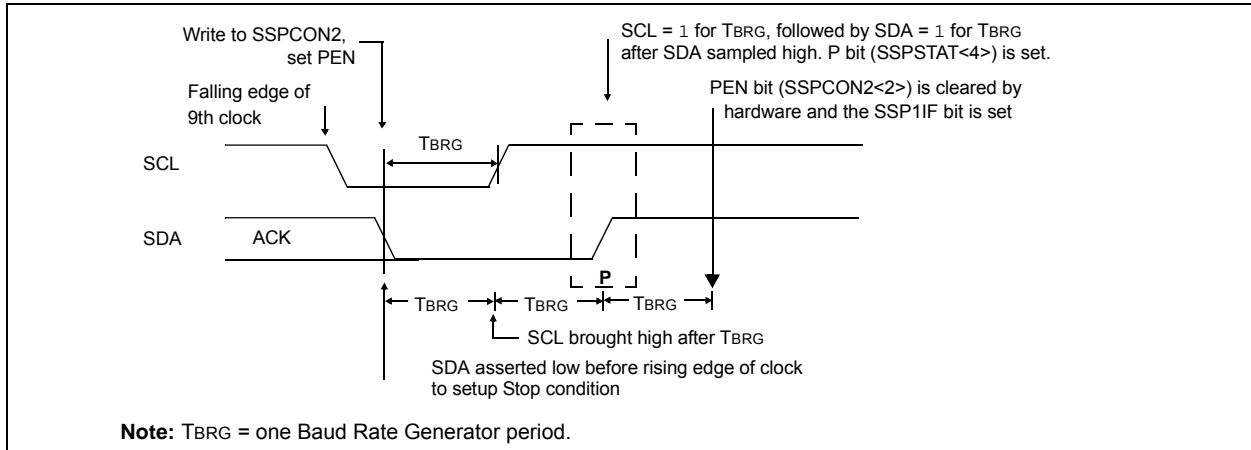 Write to SSPCON2,
set PEN
SCL = 1 for TBRG, followed by SDA = 1 for TBRG
after SDA sampled high. P bit (SSPSTAT<4>) is set.
Falling edge of
9th clock
PEN bit (SSPCON2<2>) is cleared by
hardware and the SSP1IF bit is set
TBRG
SCL
SDA
ACK
P
TBRG
TBRG
TBRG
SCL brought high after TBRG
SDA asserted low before rising edge of clock
to setup Stop condition
Note: TBRG = one Baud Rate Generator period.